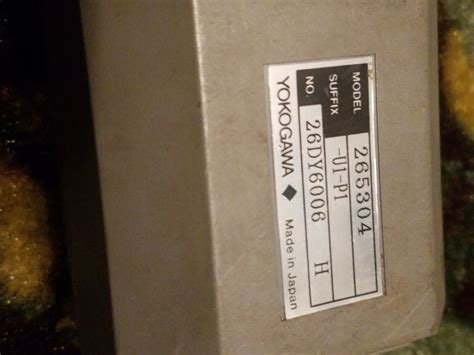 MODEL 265304
SUFFIX -U1-P1
NO. 26DY6006 H
YOKOGAWA ◆ Made in Japan